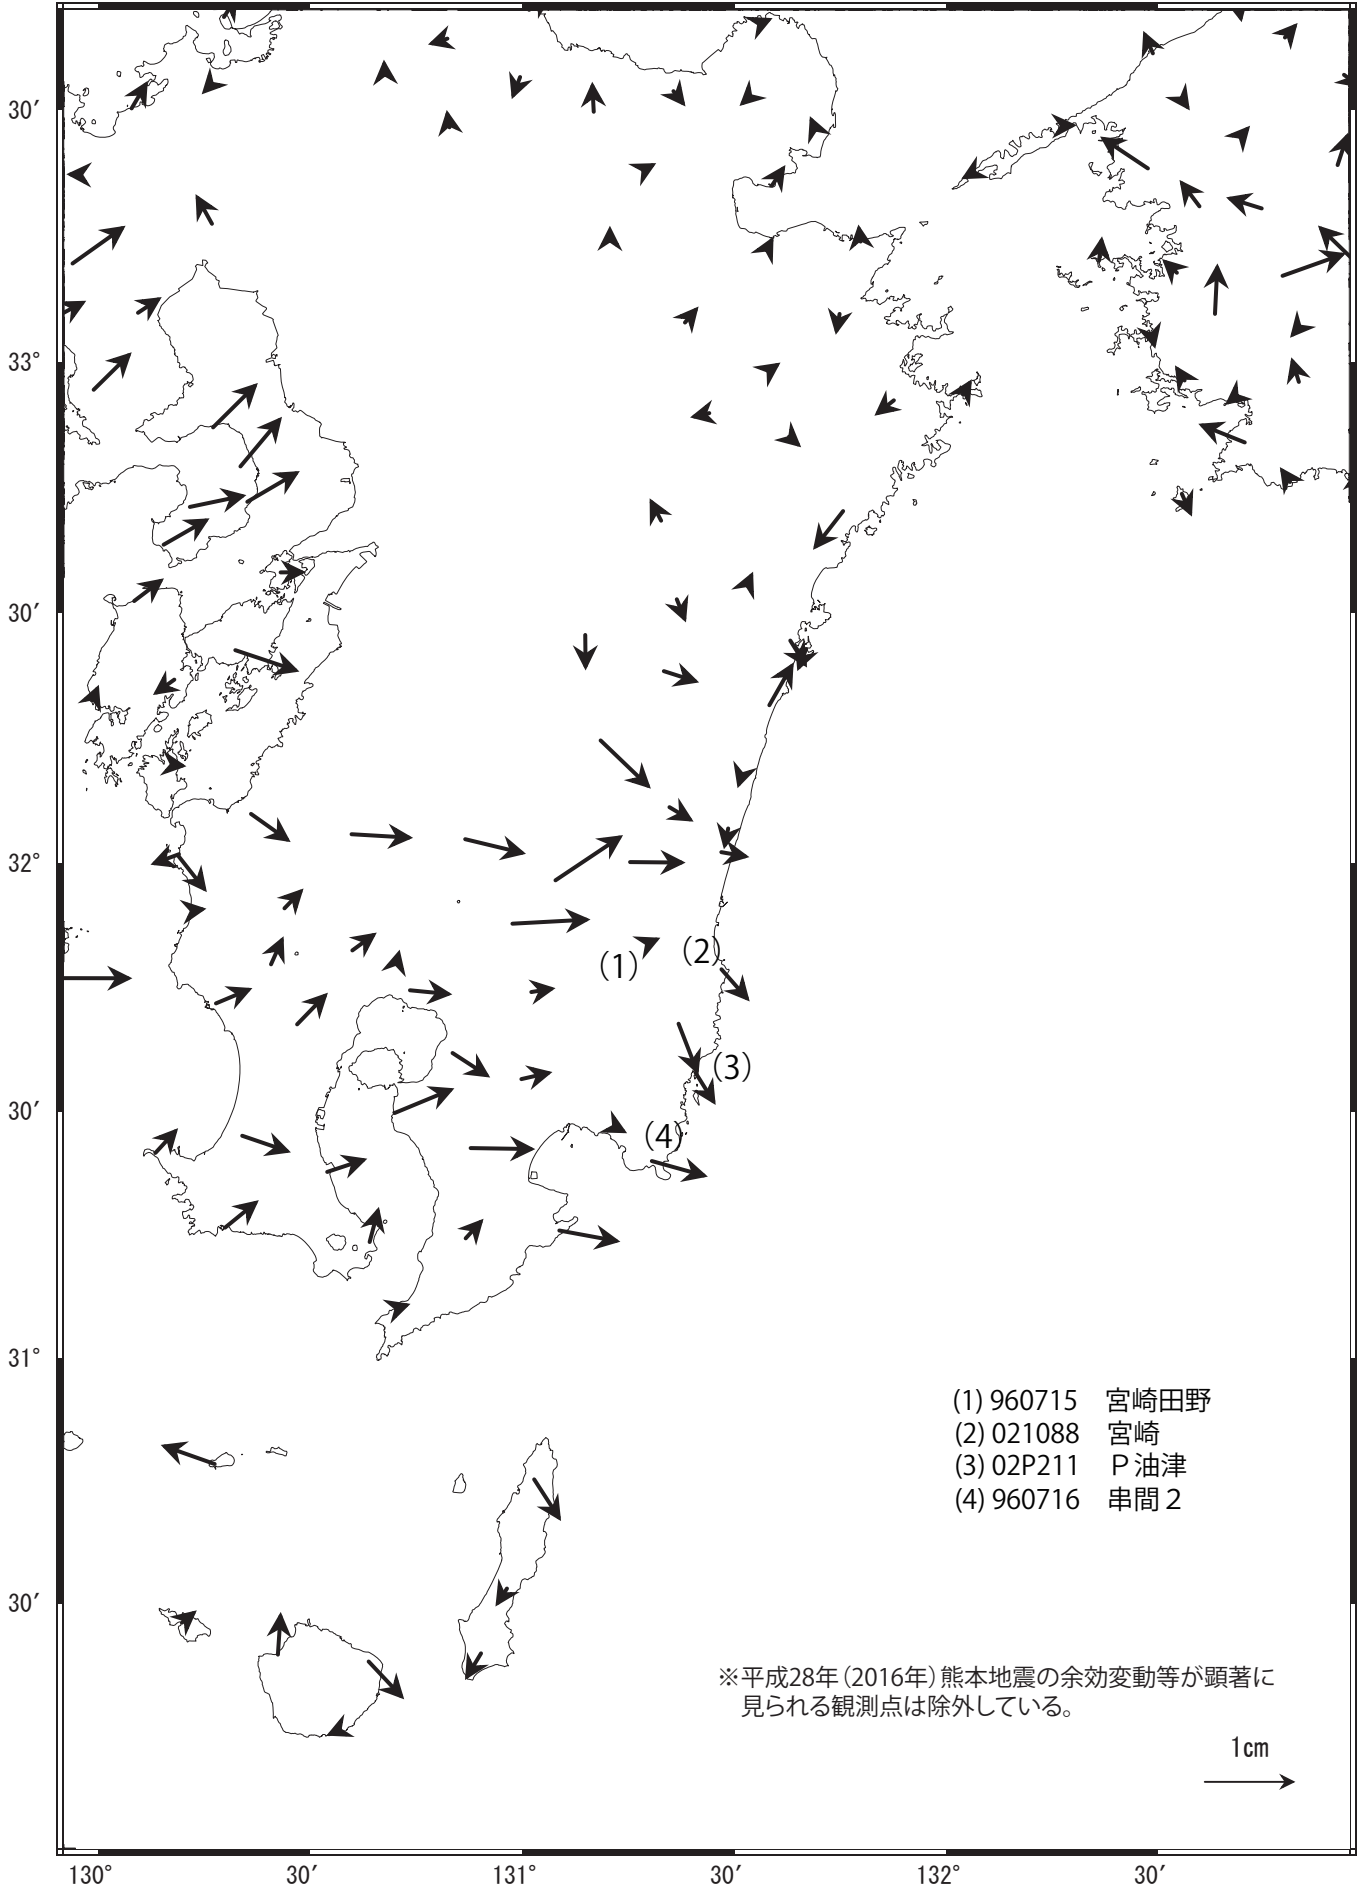 30′
33°
30′
(1)
(2)
32°
(3)
30′
(4)
31°
(1) 960715 宮崎田野
(2) 021088 宮崎
(3) 02P211 Ｐ油津
(4) 960716 串間２
30′
※平成28年(2016年)熊本地震の余効変動等が顕著に
見られる観測点は除外している。
1cm
130° 30′ 131° 30′ 132° 30′